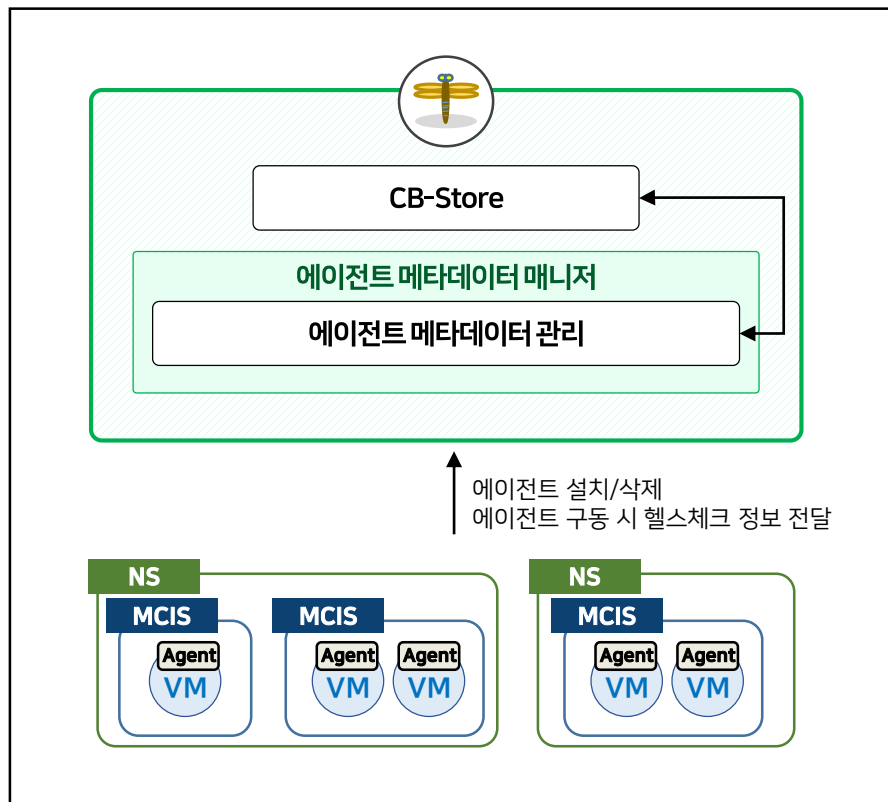 CB-Store
에이전트 메타데이터 매니저
에이전트 메타데이터 관리
에이전트 설치/삭제
에이전트 구동 시 헬스체크 정보 전달
NS
MCIS
Agent
VM
MCIS
Agent
VM
Agent
VM
NS
MCIS
Agent
VM
Agent
VM